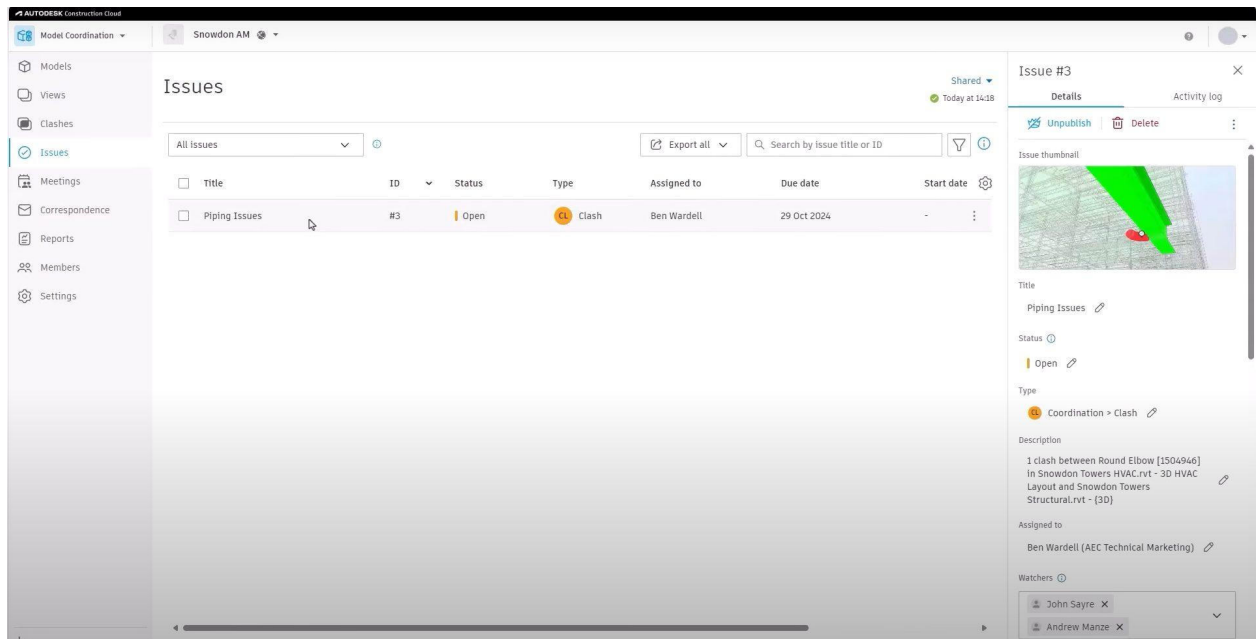 AUTODESK Construction Cloud
Model Coordination
Snowdon AM
Models
Views
Clashes
Issues
Meetings
Correspondence
Reports
Members
Settings
Issues
Shared
Today at 14:18
All issues
Export all
Search by issue title or ID
Title ID Status Type Assigned to Due date Start date
Piping Issues #3 Open CL Clash Ben Wardell 29 Oct 2024 -
Issue #3
Details Activity log
Unpublish Delete
Issue thumbnail
Title
Piping Issues
Status
Open
Type
CL Coordination > Clash
Description
1 clash between Round Elbow [1504946]
in Snowdon Towers HVAC.rvt - 3D HVAC
Layout and Snowdon Towers
Structural.rvt - {3D}
Assigned to
Ben Wardell (AEC Technical Marketing)
Watchers
John Sayre
Andrew Manze